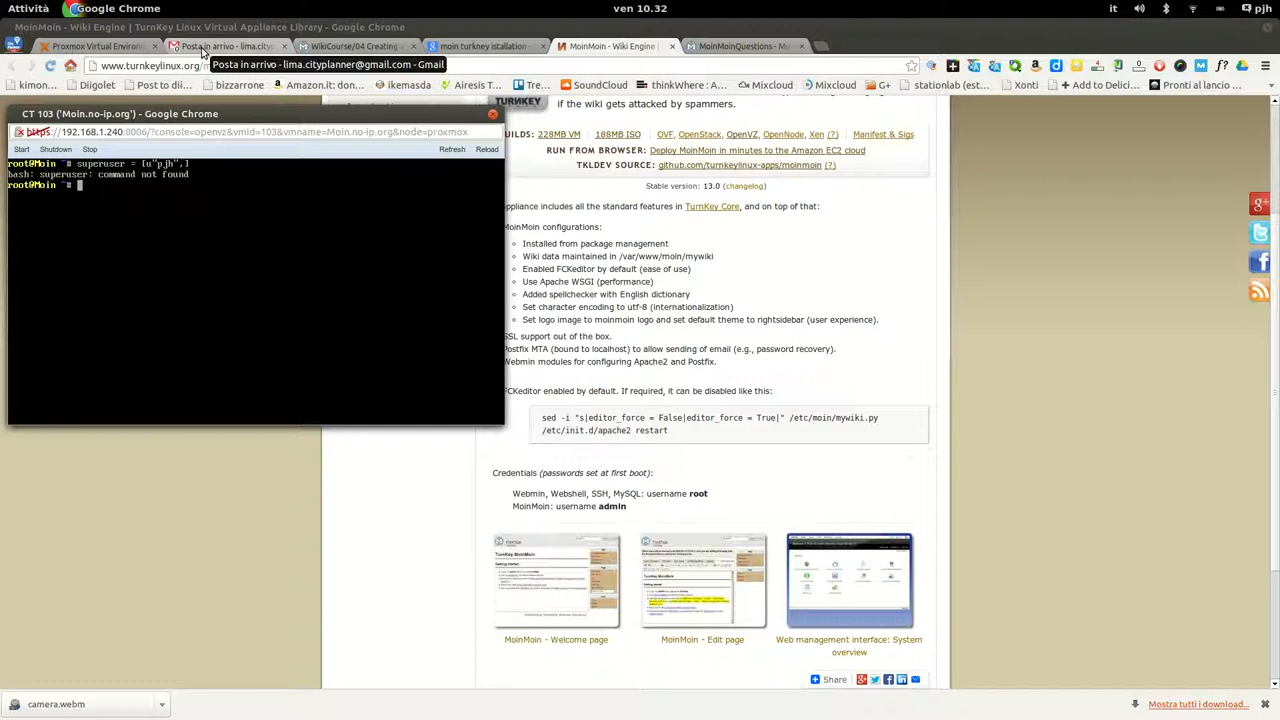 Attività
Google Chrome
ven 10.32
it
pjh
MoinMoin - Wiki Engine | TurnKey Linux Virtual Appliance Library - Google Chrome
Proxmox Virtual Environ
Posta in arrivo - lima.cityp
WikiCourse/04 Creating a
moin turkney istallation
MoinMoin - Wiki Engine
MoinMoinQuestions - Mo
www.turnkeylinux.org/m
Posta in arrivo - lima.cityplanner@gmail.com - Gmail
Courses
Diigolet
Post to dii...
bizzarrone
Amazon.it: don...
Airesis T...
Tre...
SoundCloud
thinkWhere : A...
Mixcloud
Mixcloud
stationlab (est...
Add to Delicio...
Pronti al lancio ...
TURNKEY
if the wiki gets attacked by spammers.
CT 103 ('Moin.no-ip.org') - Google Chrome
https://192.168.1.240:8006/?console=openvz&vmid=103&vmname=Moin.no-ip.org&node=proxmox
Start
Shutdown
Stop
Refresh
Reload
root@Moin ~# superuser = [u"pjh",]
bash: superuser: command not found
root@Moin ~#
BUILDS: 228MB VM 188MB ISO OVF, OpenStack, OpenVZ, OpenNode, Xen (?) Manifest & Sigs
RUN FROM BROWSER: Deploy MoinMoin in minutes to the Amazon EC2 cloud
TKLDEV SOURCE: github.com/turnkeylinux-apps/moinmoin (?)
Stable version: 13.0 (changelog)
appliance includes all the standard features in TurnKey Core, and on top of that:
MoinMoin configurations:
Installed from package management
Wiki data maintained in /var/www/moin/mywiki
Enabled FCKeditor by default (ease of use)
Use Apache WSGI (performance)
Added spellchecker with English dictionary
Set character encoding to utf-8 (internationalization)
Set logo image to moinmoin logo and set default theme to rightsidebar (user experience).
SSL support out of the box.
Postfix MTA (bound to localhost) to allow sending of email (e.g., password recovery).
Webmin modules for configuring Apache2 and Postfix.
FCKeditor enabled by default. If required, it can be disabled like this:
sed -i "s|editor_force = False|editor_force = True|" /etc/moin/mywiki.py
/etc/init.d/apache2 restart
Credentials (passwords set at first boot):
Webmin, Webshell, SSH, MySQL: username root
MoinMoin: username admin
MoinMoin - Welcome page
MoinMoin - Edit page
Web management interface: System overview
Share
camera.webm
Mostra tutti i download...